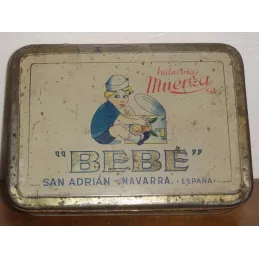 Industrias
Muerza
"BEBÉ"
SAN ADRIÁN - NAVARRA. - ESPAÑA -